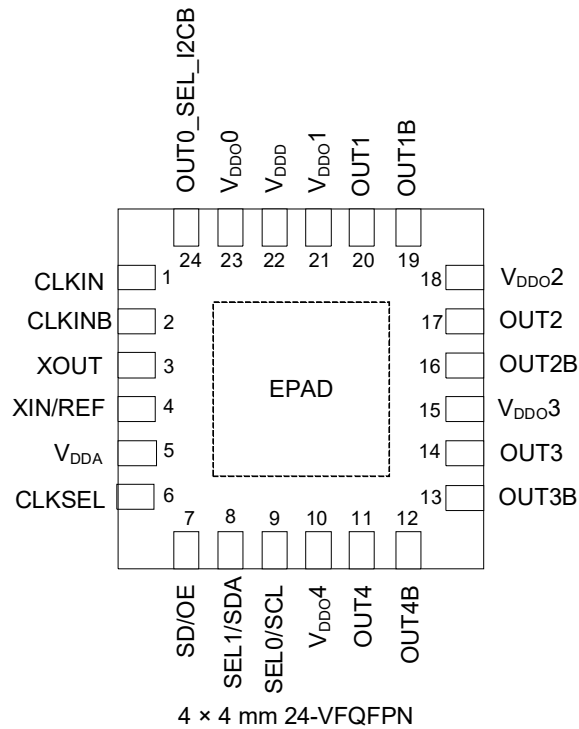 OUT0_SEL_I2CB
VDDO0
VDDD
VDDO1
OUT1
OUT1B
24 23 22 21 20 19
CLKIN 1
CLKINB 2
XOUT 3
XIN/REF 4
VDDA 5
CLKSEL 6
EPAD
18 VDDO2
17 OUT2
16 OUT2B
15 VDDO3
14 OUT3
13 OUT3B
7 8 9 10 11 12
SD/OE
SEL1/SDA
SEL0/SCL
VDDO4
OUT4
OUT4B
4 × 4 mm 24-VFQFPN